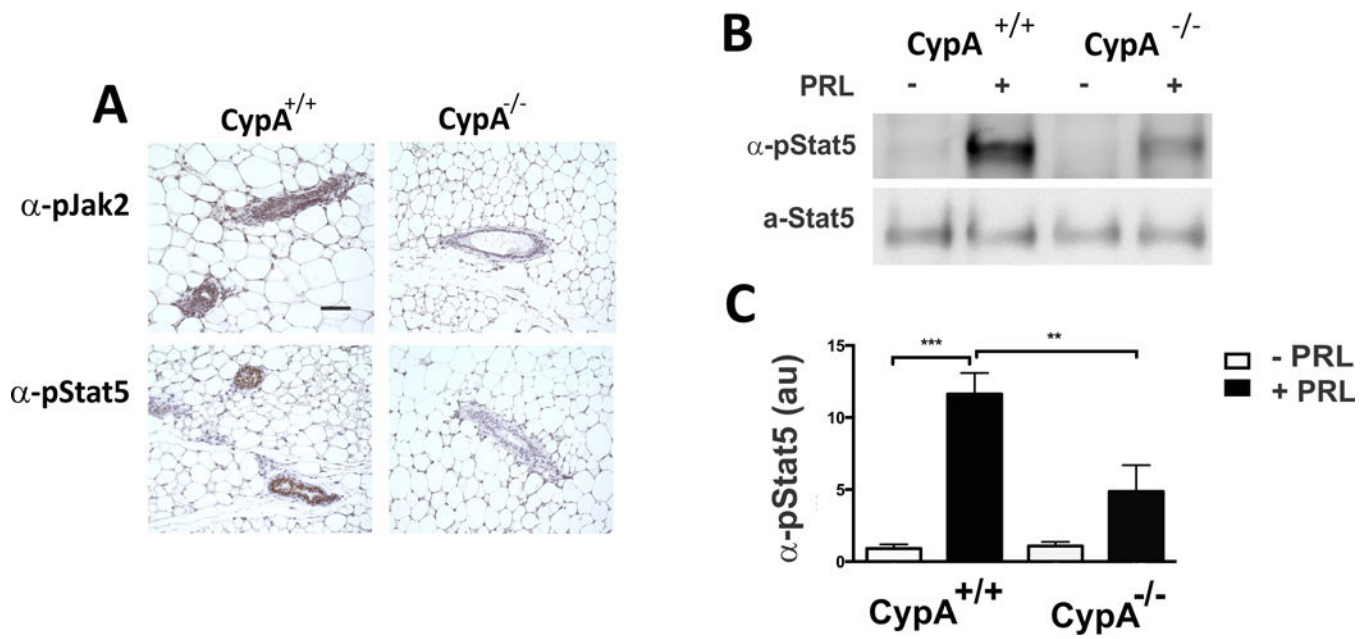 A
CypA+/+ CypA-/-
α-pJak2
α-pStat5
B
CypA+/+ CypA-/-
PRL - + - +
α-pStat5
a-Stat5
C
α-pStat5 (au)
15
10
5
0
*** **
- PRL
+ PRL
CypA+/+ CypA-/-